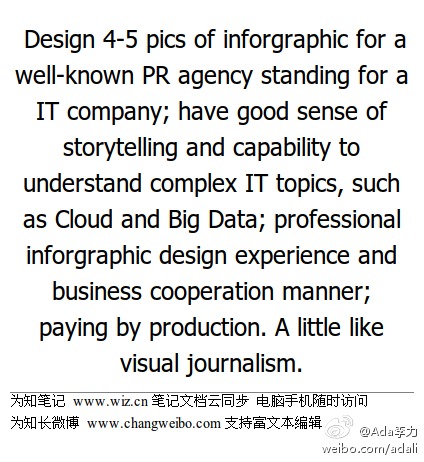 Design 4-5 pics of inforgraphic for a
well-known PR agency standing for a
IT company; have good sense of
storytelling and capability to
understand complex IT topics, such
as Cloud and Big Data; professional
inforgraphic design experience and
business cooperation manner;
paying by production. A little like
visual journalism.
为知笔记 www.wiz.cn 笔记文档云同步 电脑手机随时访问
为知长微博 www.changweibo.com 支持富文本编辑
@Ada李力
weibo.com/adali